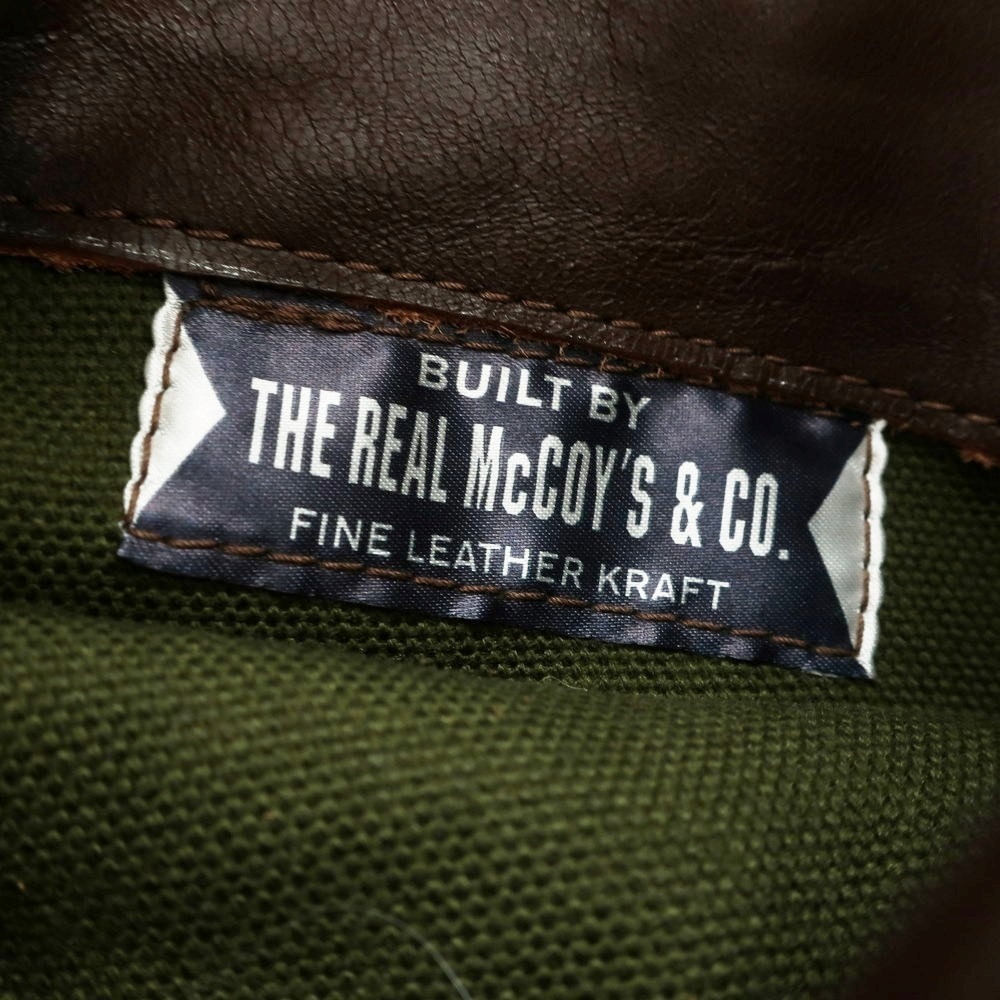 BUILT BY
THE REAL McCOY'S & CO.
FINE LEATHER KRAFT